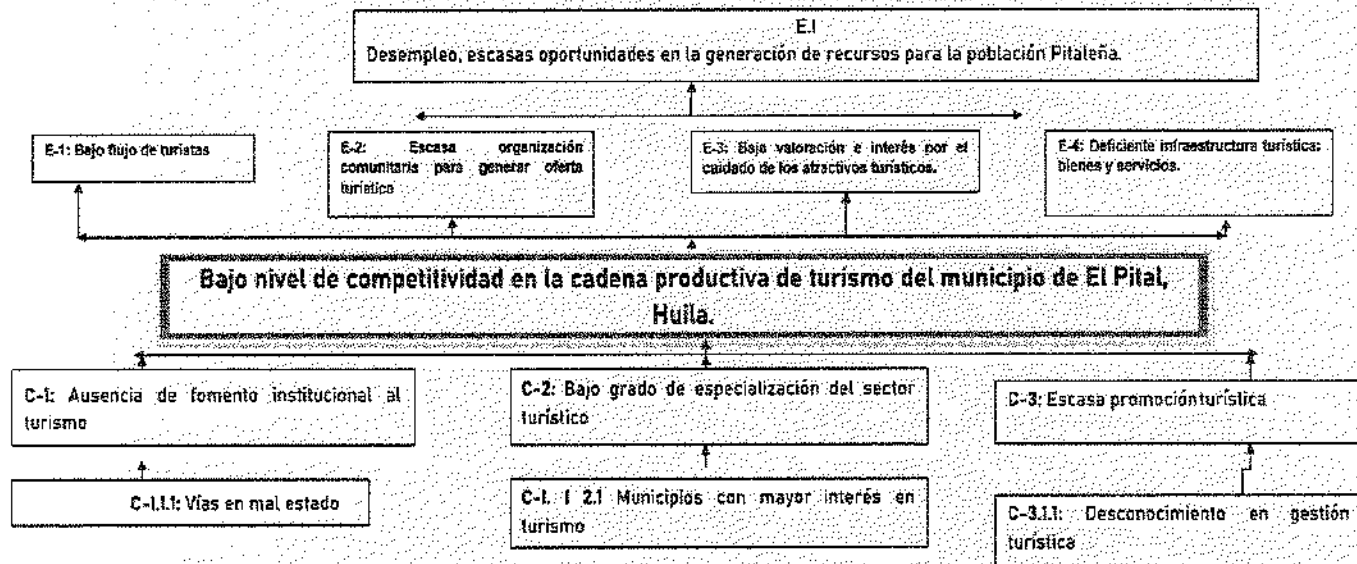 E.I
Desempleo, escasas oportunidades en la generación de recursos para la población Pitaleña.
E-1: Bajo flujo de turistas
E-2: Escasa organización
comunitaria para generar oferta
turística
E-3: Baja valoración e interés por el
cuidado de los atractivos turísticos.
E-4: Deficiente infraestructura turística:
bienes y servicios.
Bajo nivel de competitividad en la cadena productiva de turismo del municipio de El Pital,
Huila.
C-1: Ausencia de fomento institucional al
turismo
C-2: Bajo grado de especialización del sector
turístico
C-3: Escasa promociónturística
C-1.1.1: Vías en mal estado
C-1. 1 2.1 Municipios con mayor interés en
turismo
C-3.1.1: Desconocimiento en gestión
turística